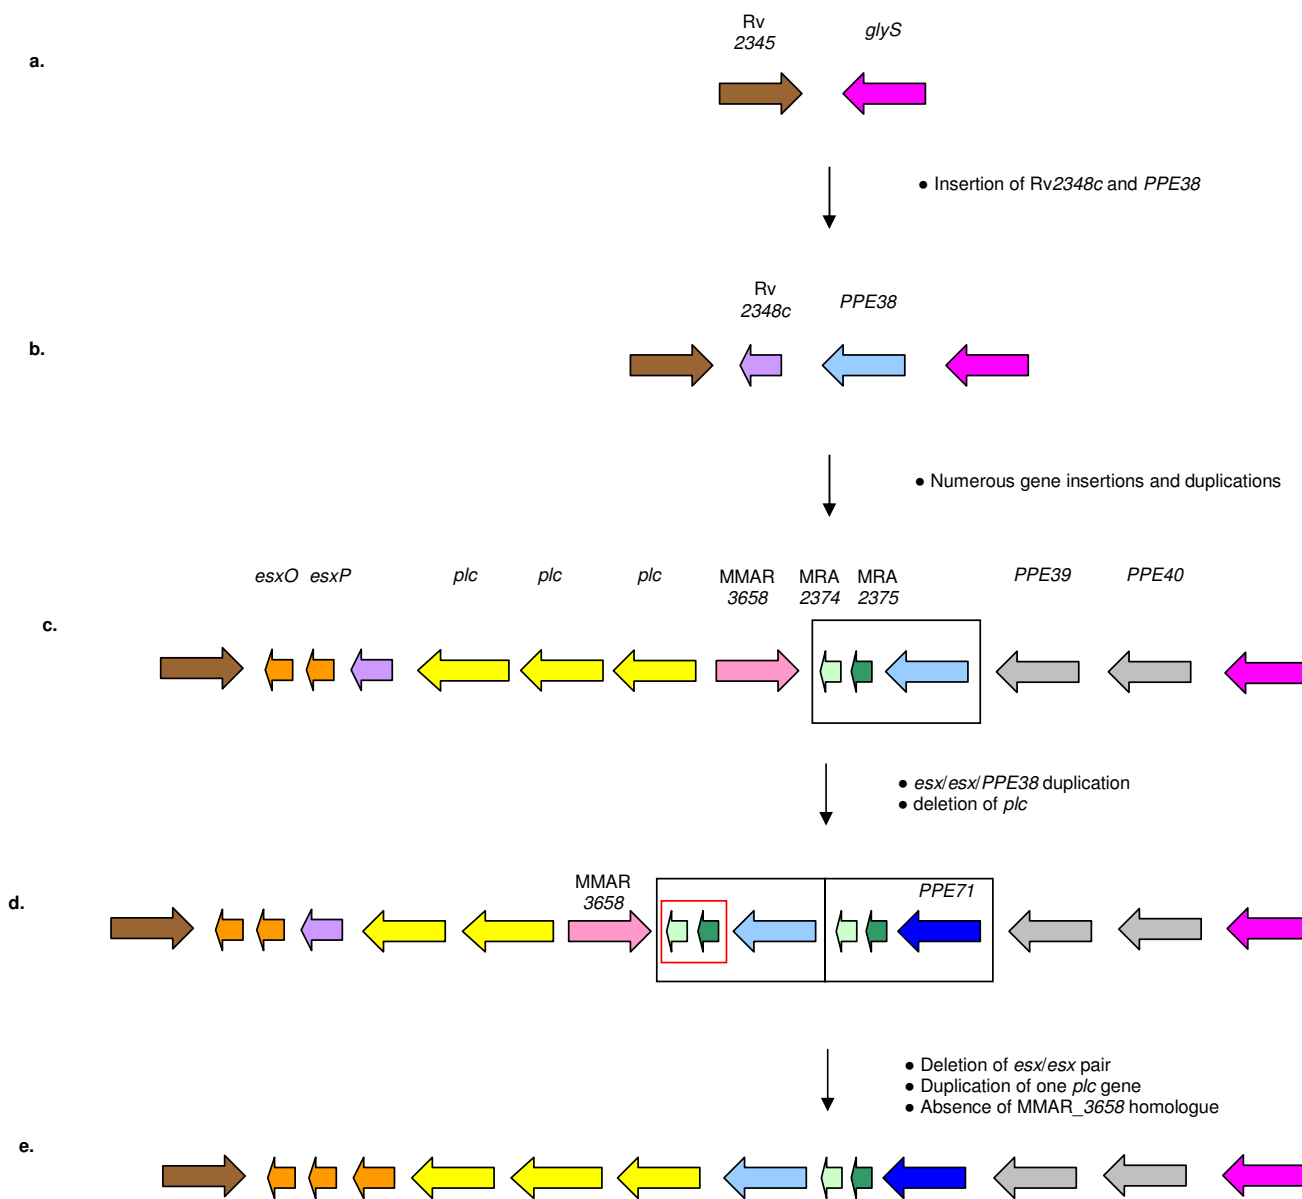 a.
Rv
2345
glyS
● Insertion of Rv2348c and PPE38
b.
Rv
2348c
PPE38
● Numerous gene insertions and duplications
c.
esxO esxP plc plc plc MMAR MRA MRA PPE39 PPE40
3658 2374 2375
● esx/esx/PPE38 duplication
● deletion of plc
d.
MMAR
3658
PPE71
● Deletion of esx/esx pair
● Duplication of one plc gene
● Absence of MMAR_3658 homologue
e.